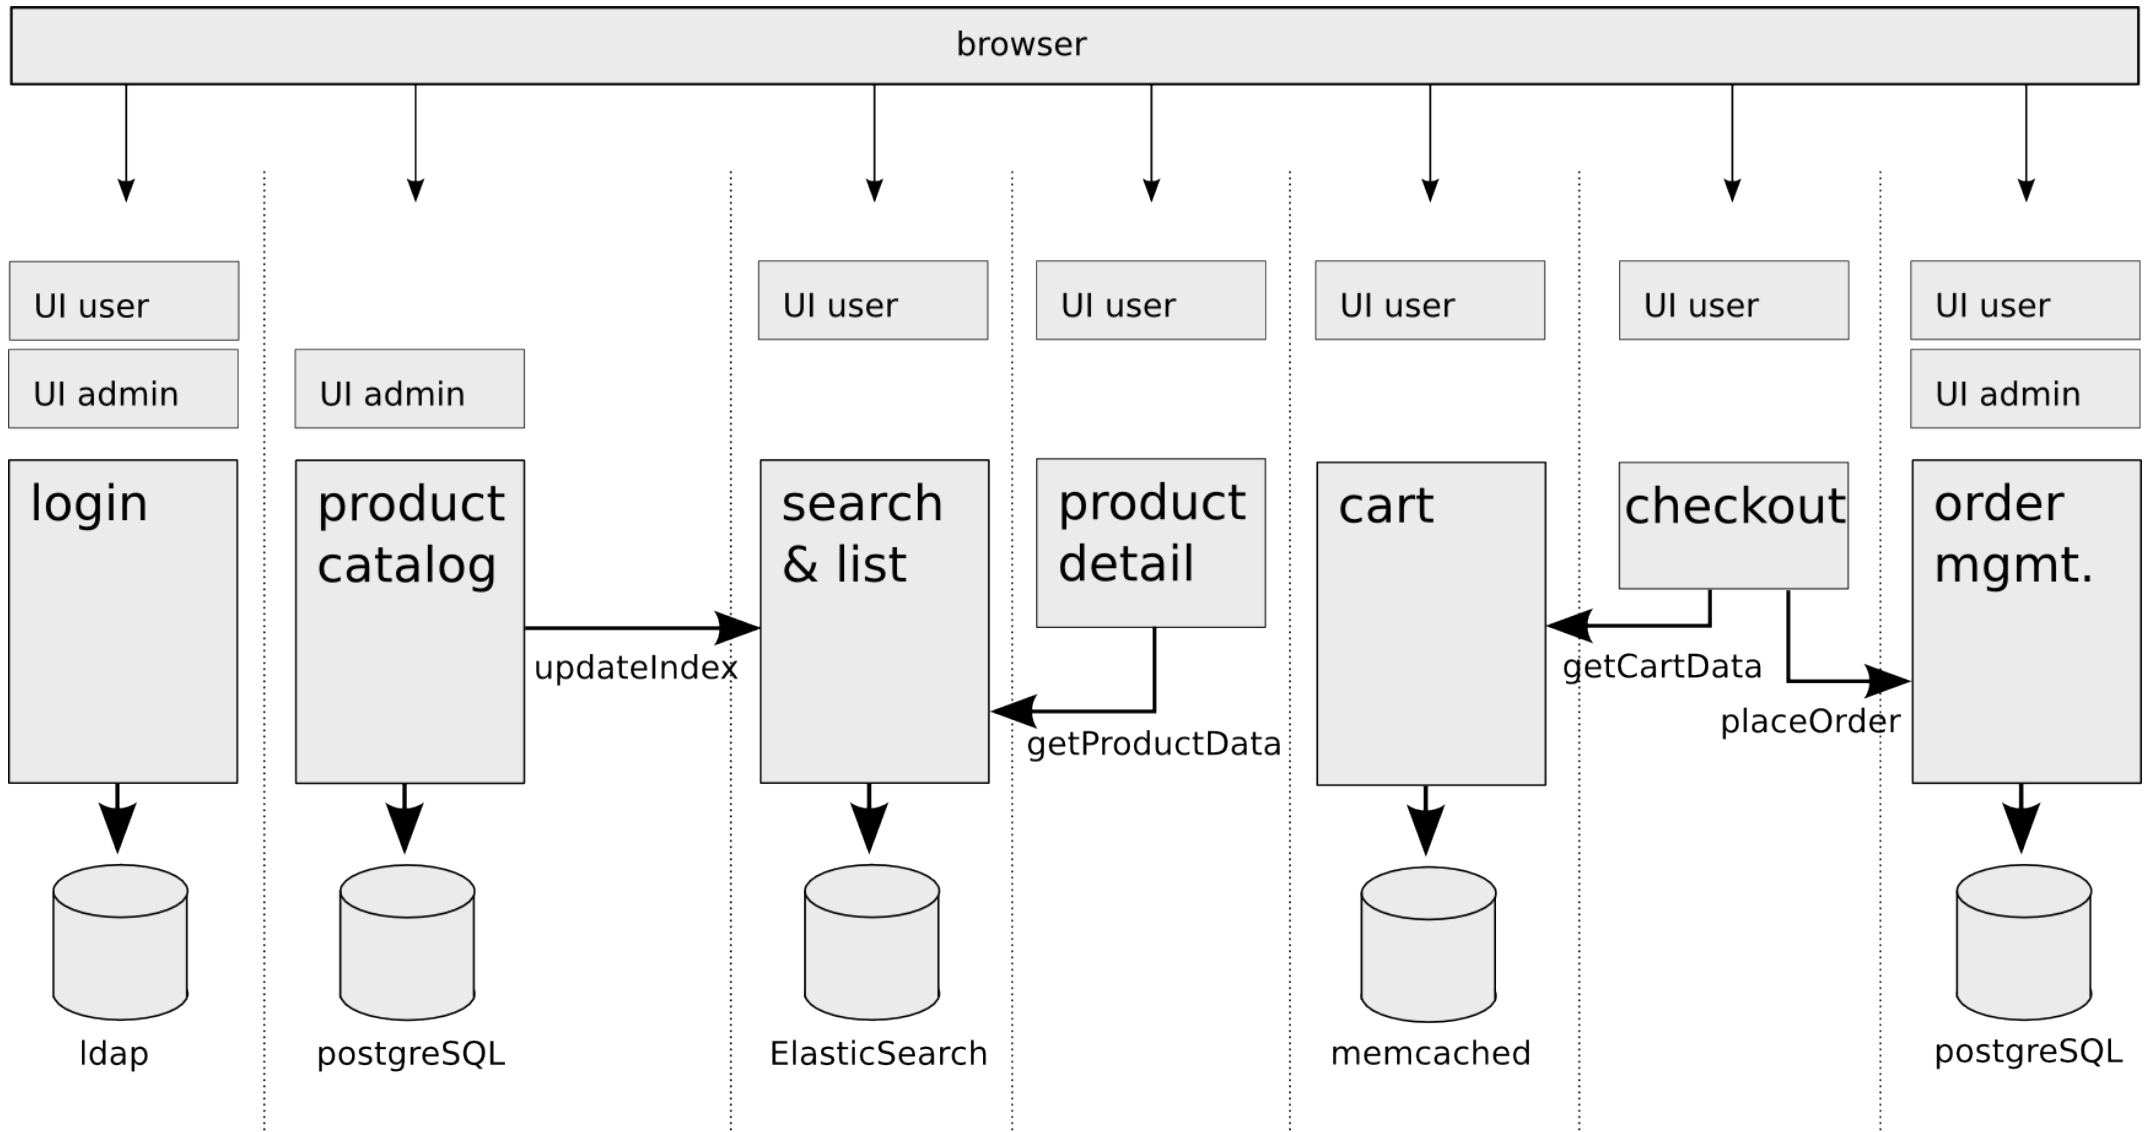 browser
UI user
UI user
UI user
UI user
UI user
UI user
UI admin
UI admin
UI admin
login
product
catalog
search
& list
product
detail
cart
checkout
order
mgmt.
updateIndex
getProductData
getCartData
placeOrder
ldap
postgreSQL
ElasticSearch
memcached
postgreSQL